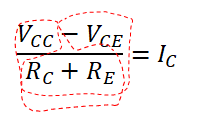 V_CC − V_CE
R_C + R_E
= I_C